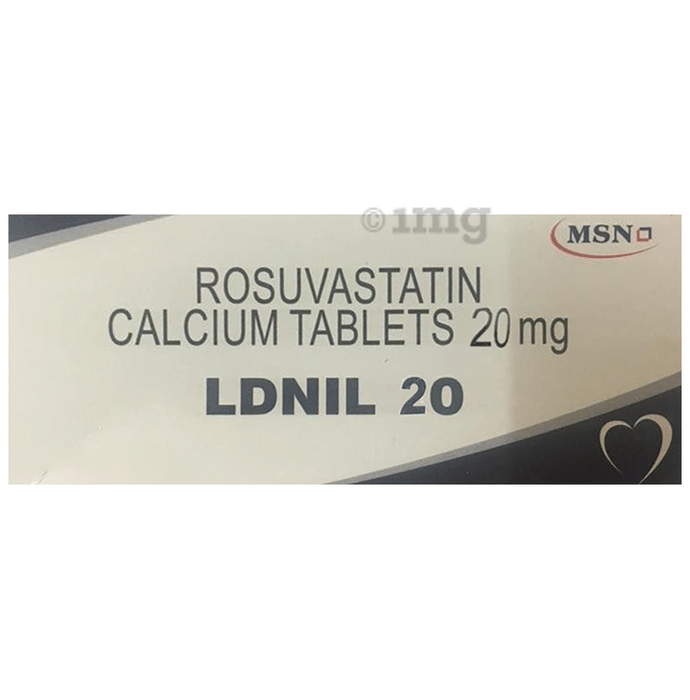 ©1mg
MSN
ROSUVASTATIN
CALCIUM TABLETS 20 mg
LDNIL 20